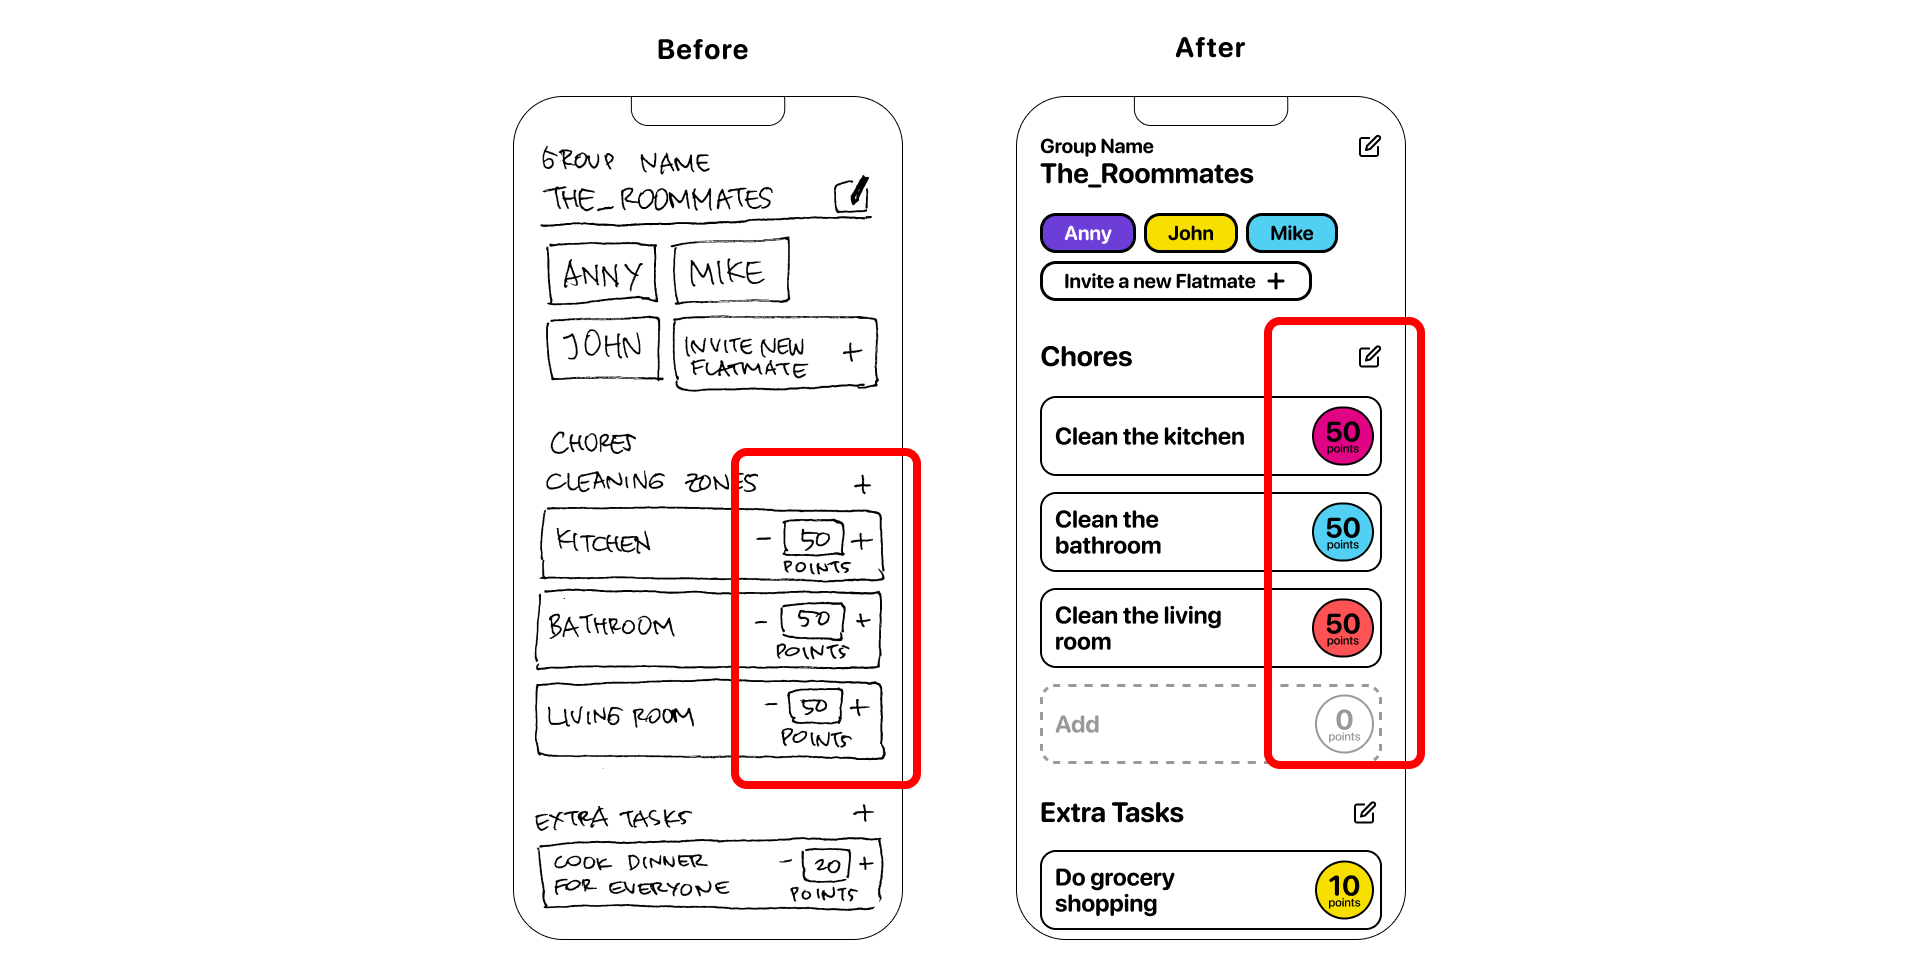 Before
GROUP NAME
THE_ROOMMATES
ANNY
MIKE
JOHN
INVITE NEW
FLATMATE
+
CHORES
CLEANING ZONES +
KITCHEN
- 50 +
POINTS
BATHROOM
- 50 +
POINTS
LIVING ROOM
- 50 +
POINTS
EXTRA TASKS +
COOK DINNER
FOR EVERYONE
- 20 +
POINTS
After
Group Name
The_Roommates
Anny
John
Mike
Invite a new Flatmate +
Chores
Clean the kitchen
50
points
Clean the
bathroom
50
points
Clean the living
room
50
points
Add
0
points
Extra Tasks
Do grocery
shopping
10
points